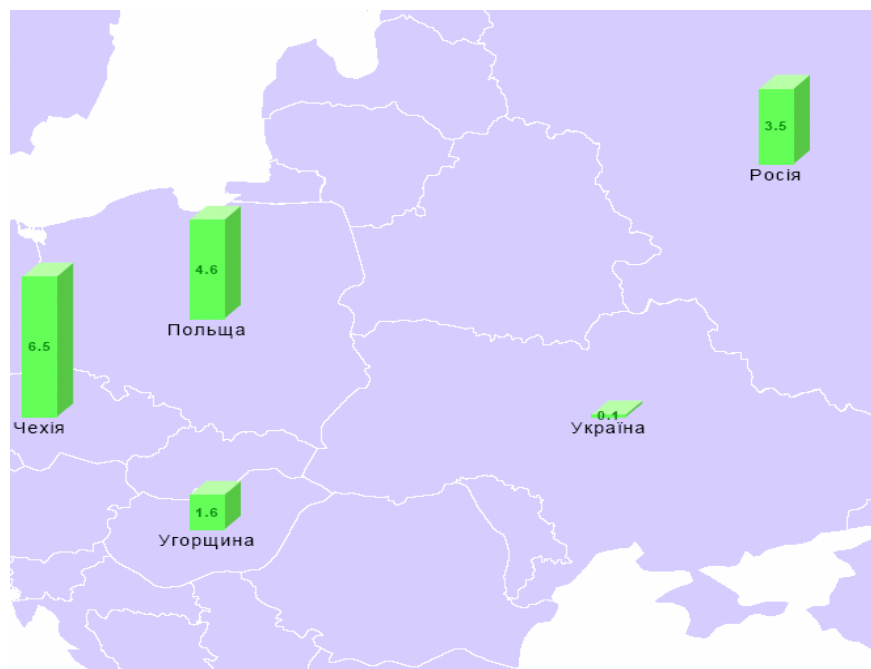 3.5
Росія
4.6
Польща
6.5
Чехія
0.1
Україна
1.6
Угорщина